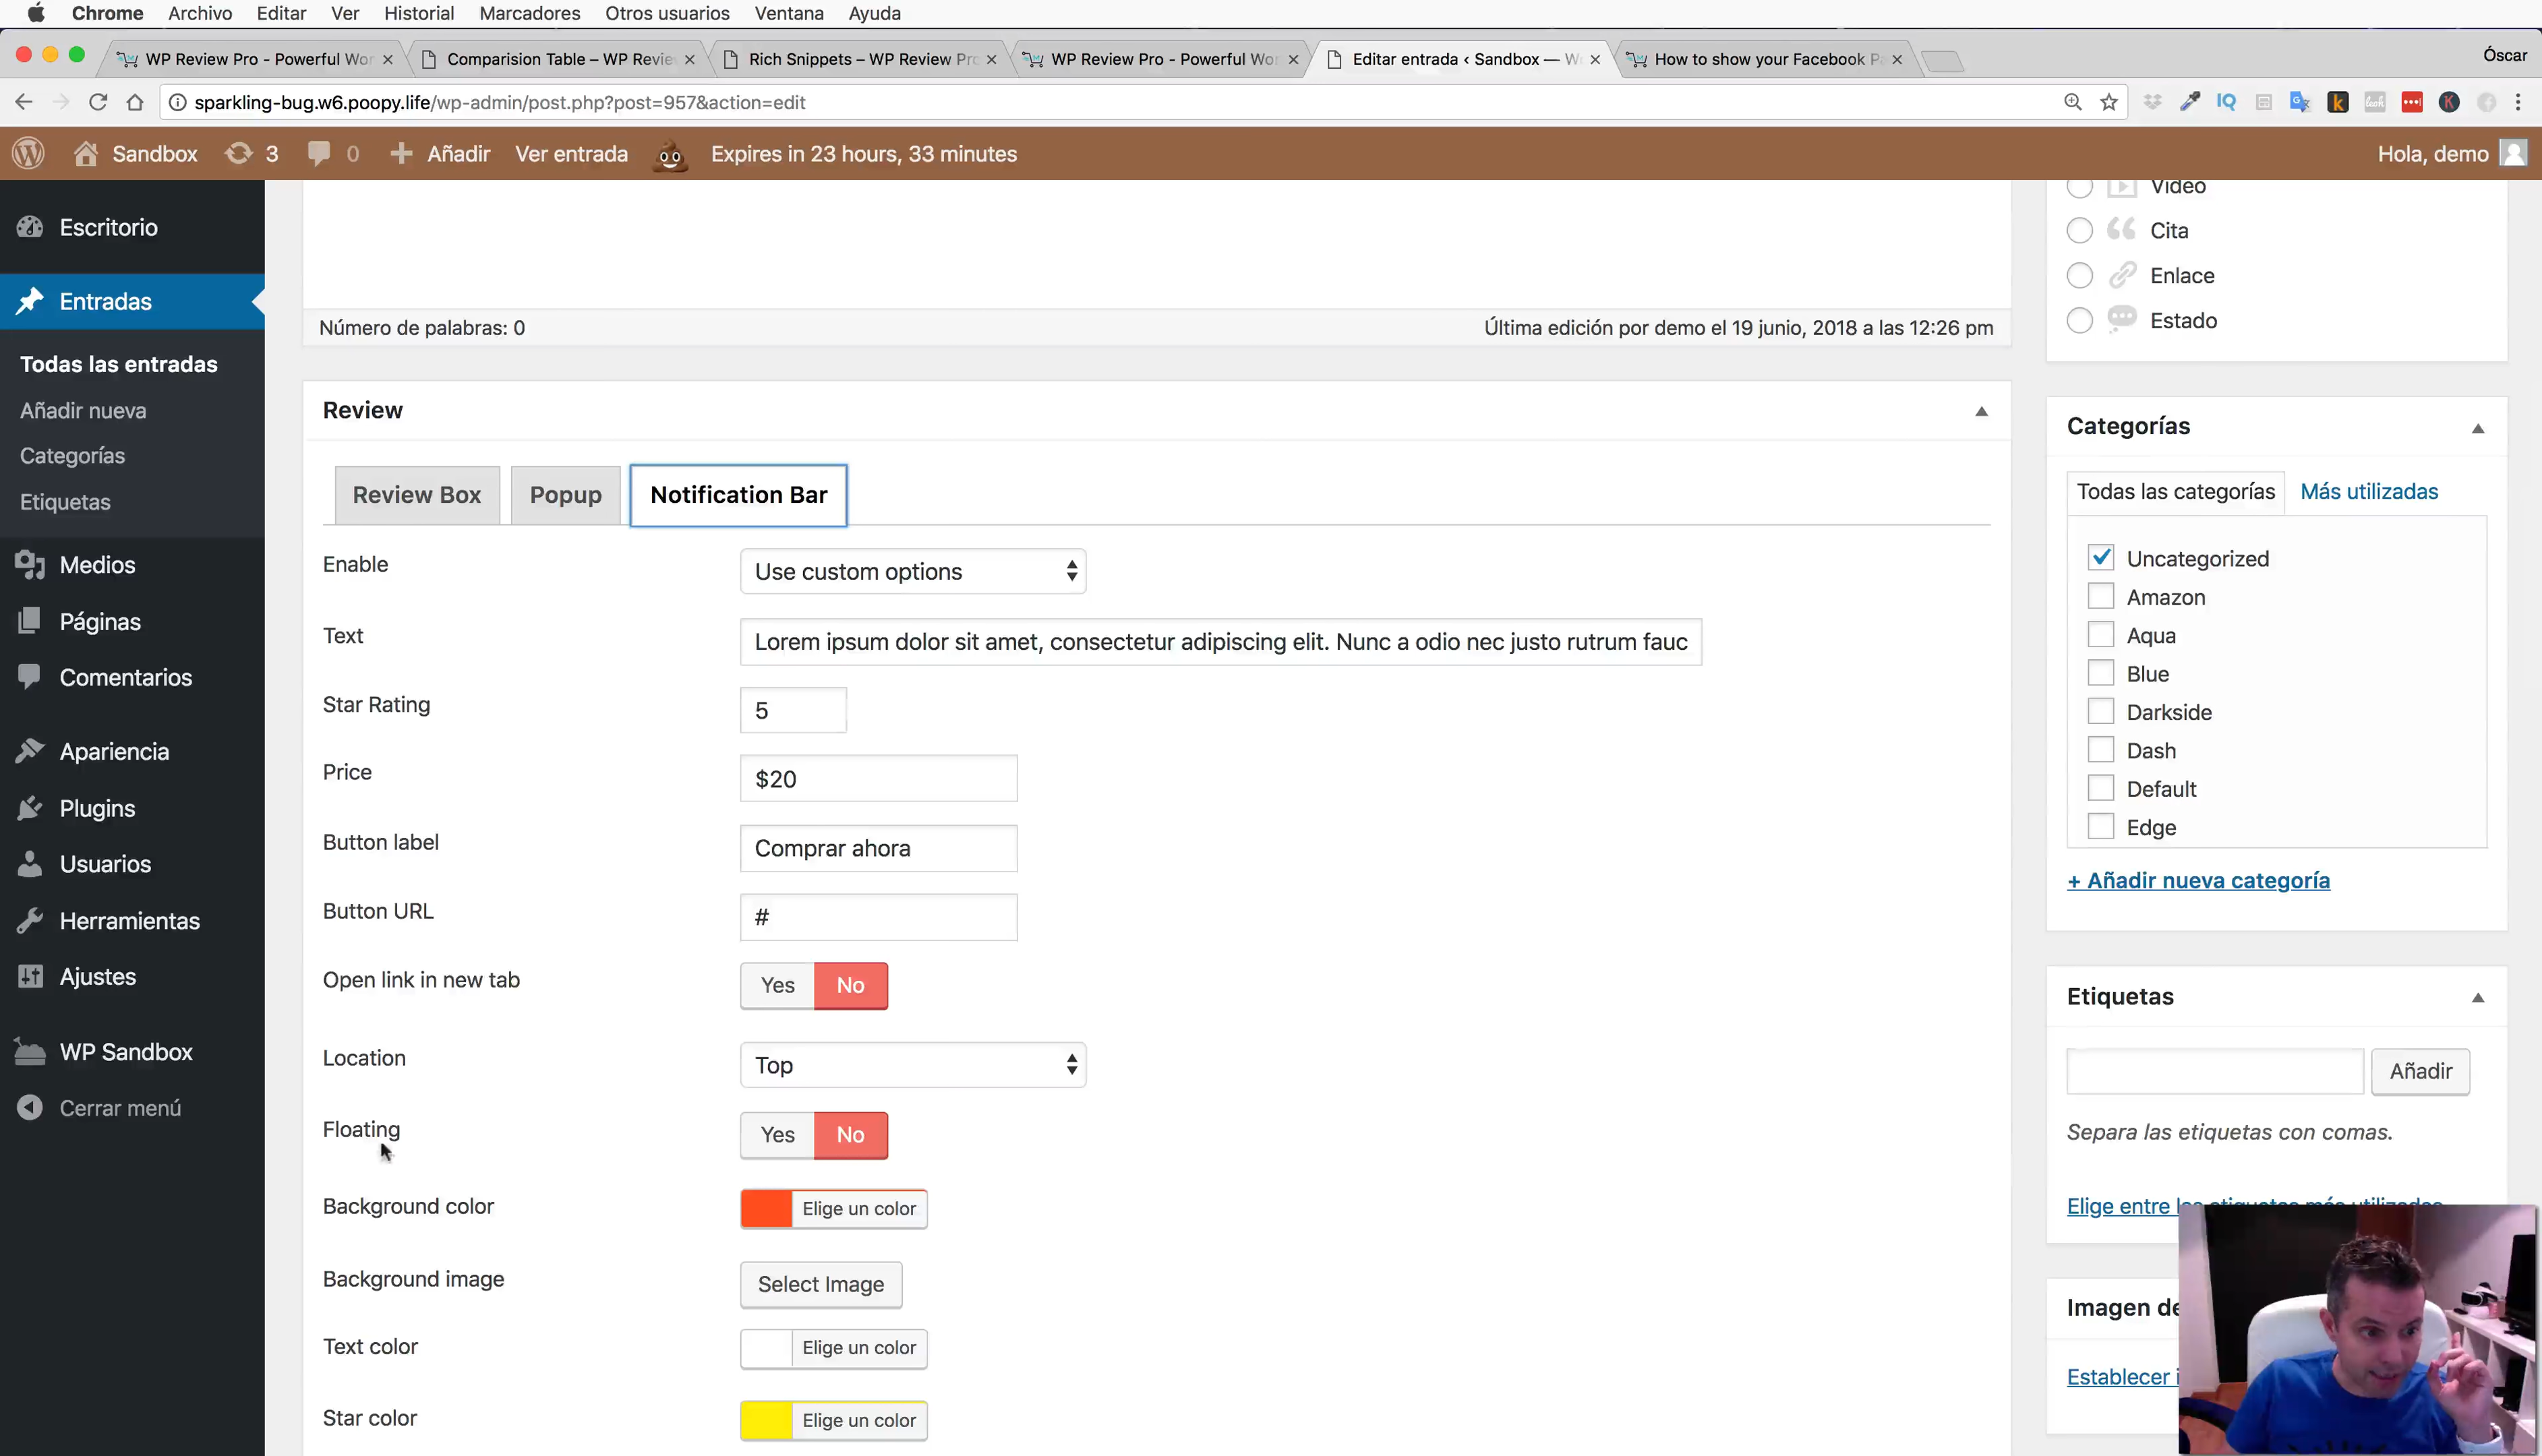 Chrome Archivo Editar Ver Historial Marcadores Otros usuarios Ventana Ayuda
WP Review Pro - Powerful Wor Comparision Table – WP Revie Rich Snippets – WP Review Pro WP Review Pro - Powerful Wor Editar entrada ‹ Sandbox — W How to show your Facebook P Óscar
sparkling-bug.w6.poopy.life/wp-admin/post.php?post=957&action=edit
Sandbox 3 0 Añadir Ver entrada Expires in 23 hours, 33 minutes Hola, demo
Escritorio
Entradas
Todas las entradas
Añadir nueva
Categorías
Etiquetas
Medios
Páginas
Comentarios
Apariencia
Plugins
Usuarios
Herramientas
Ajustes
WP Sandbox
Cerrar menú
Número de palabras: 0
Última edición por demo el 19 junio, 2018 a las 12:26 pm
Review
Review Box Popup Notification Bar
Enable Use custom options
Text Lorem ipsum dolor sit amet, consectetur adipiscing elit. Nunc a odio nec justo rutrum fauc
Star Rating 5
Price $20
Button label Comprar ahora
Button URL #
Open link in new tab Yes No
Location Top
Floating Yes No
Background color Elige un color
Background image Select Image
Text color Elige un color
Star color Elige un color
Vídeo
Cita
Enlace
Estado
Categorías
Todas las categorías Más utilizadas
Uncategorized
Amazon
Aqua
Blue
Darkside
Dash
Default
Edge
+ Añadir nueva categoría
Etiquetas
Añadir
Separa las etiquetas con comas.
Elige entre las etiquetas más utilizadas
Imagen de
Establecer i